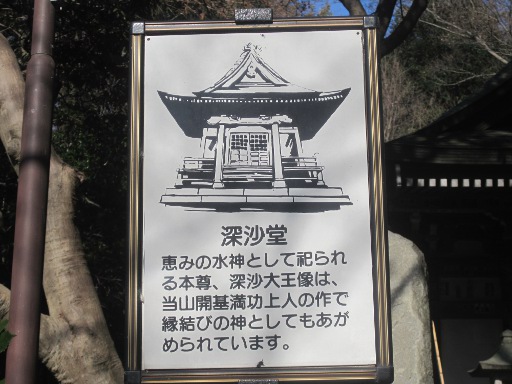 深沙堂
恵みの水神として祀られ
る本尊、深沙大王像は、
当山開基満功上人の作で
縁結びの神としてもあが
められています。